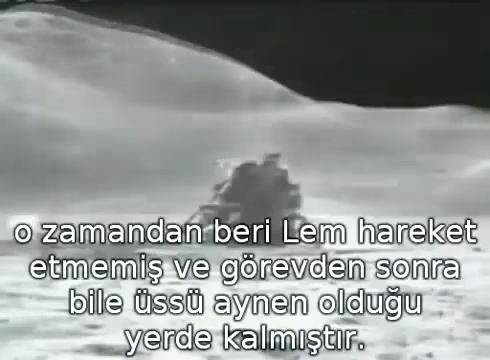 o zamandan beri Lem hareket
etmemiş ve görevden sonra
bile üssü aynen olduğu
yerde kalmıştır.